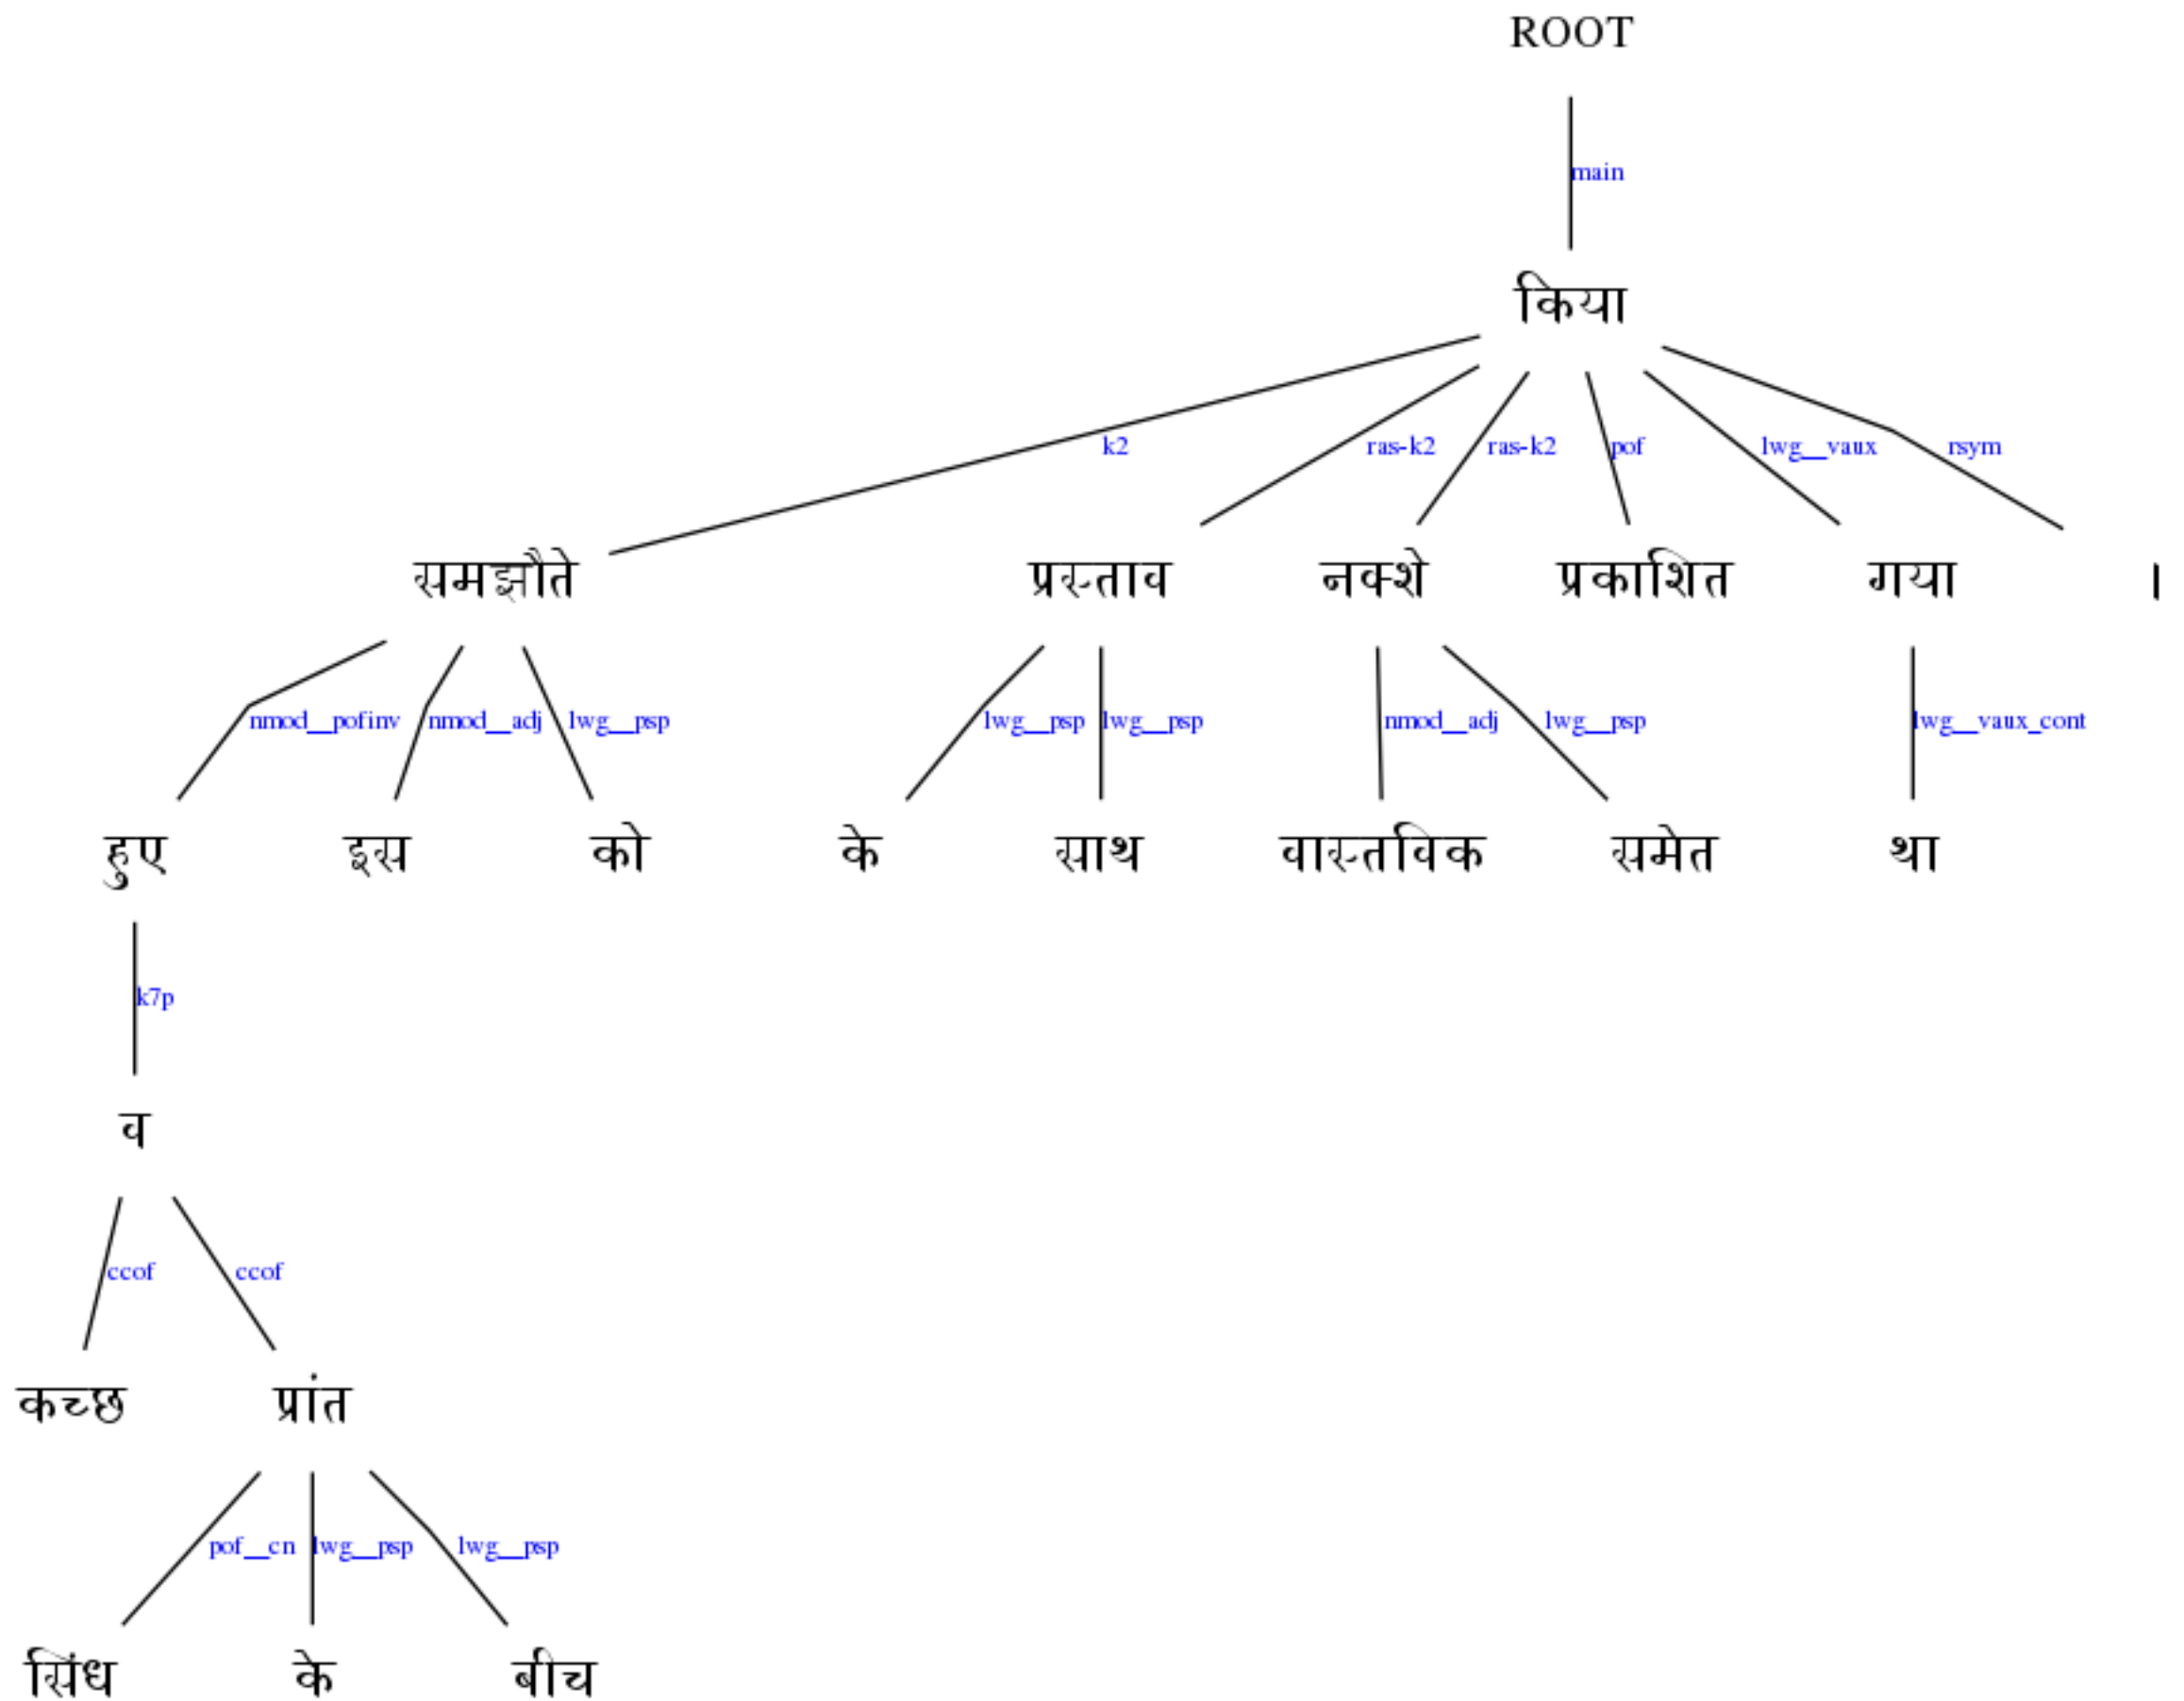 ROOT
main
किया
k2 ras-k2 ras-k2 pof lwg__vaux rsym
समझौते प्रस्ताव नक्शे प्रकाशित गया ।
nmod__pofinv nmod__adj lwg__psp lwg__psp lwg__psp nmod__adj lwg__psp lwg__vaux_cont
हुए इस को के साथ वास्तविक समेत था
k7p
व
ccof ccof
कच्छ प्रांत
pof__cn lwg__psp lwg__psp
सिंध के बीच